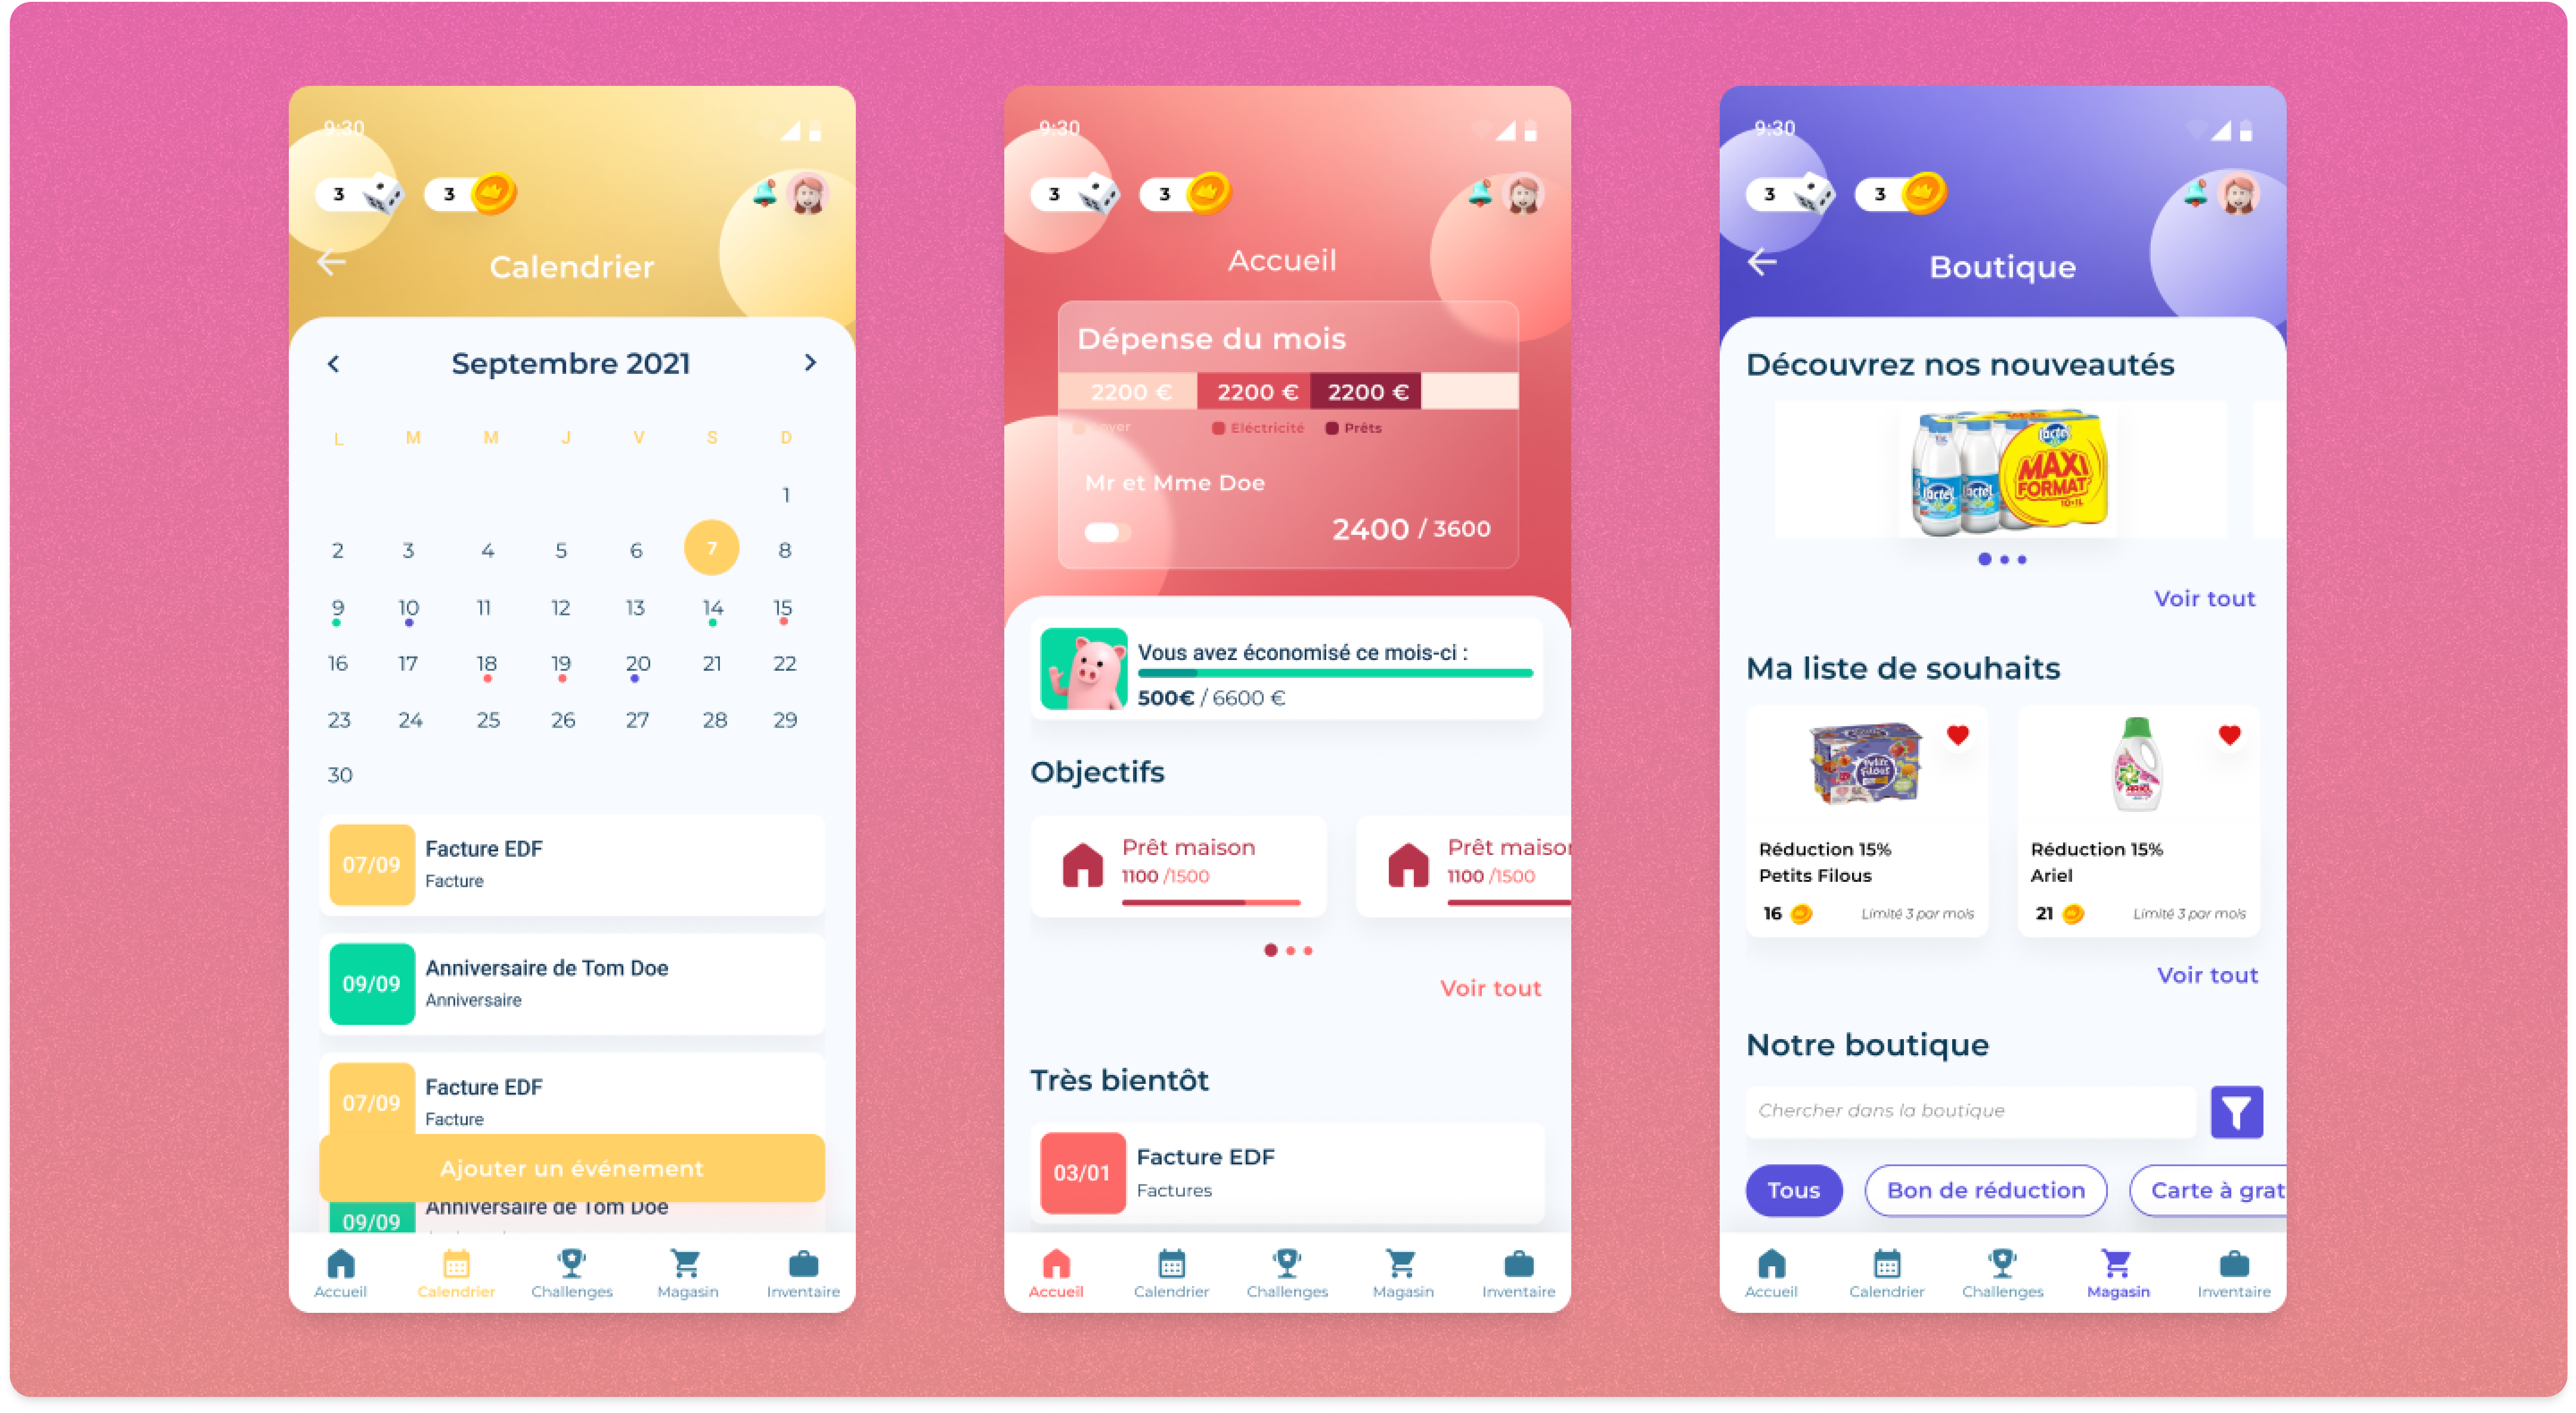 9:30
3
3
Calendrier
Septembre 2021
L M M J V S D
1
2 3 4 5 6 7 8
9 10 11 12 13 14 15
16 17 18 19 20 21 22
23 24 25 26 27 28 29
30
07/09
Facture EDF
Facture
09/09
Anniversaire de Tom Doe
Anniversaire
07/09
Facture EDF
Facture
Ajouter un événement
09/09
Anniversaire de Tom Doe
Accueil Calendrier Challenges Magasin Inventaire
9:30
3
3
Accueil
Dépense du mois
2200 € 2200 € 2200 €
Eléctricité Prêts
Mr et Mme Doe
2400 / 3600
Vous avez économisé ce mois-ci :
500€ / 6600 €
Objectifs
Prêt maison
1100 /1500
Prêt maison
1100 /1500
Voir tout
Très bientôt
03/01
Facture EDF
Factures
Accueil Calendrier Challenges Magasin Inventaire
9:30
3
3
Boutique
Découvrez nos nouveautés
lactel
lactel
lactel
MAXI
FORMAT
10x1L
Voir tout
Ma liste de souhaits
Petits
Filous
Réduction 15%
Petits Filous
16
Limité 3 par mois
ARIEL
Réduction 15%
Ariel
21
Limité 3 par mois
Voir tout
Notre boutique
Chercher dans la boutique
Tous
Bon de réduction
Carte à grat
Accueil Calendrier Challenges Magasin Inventaire